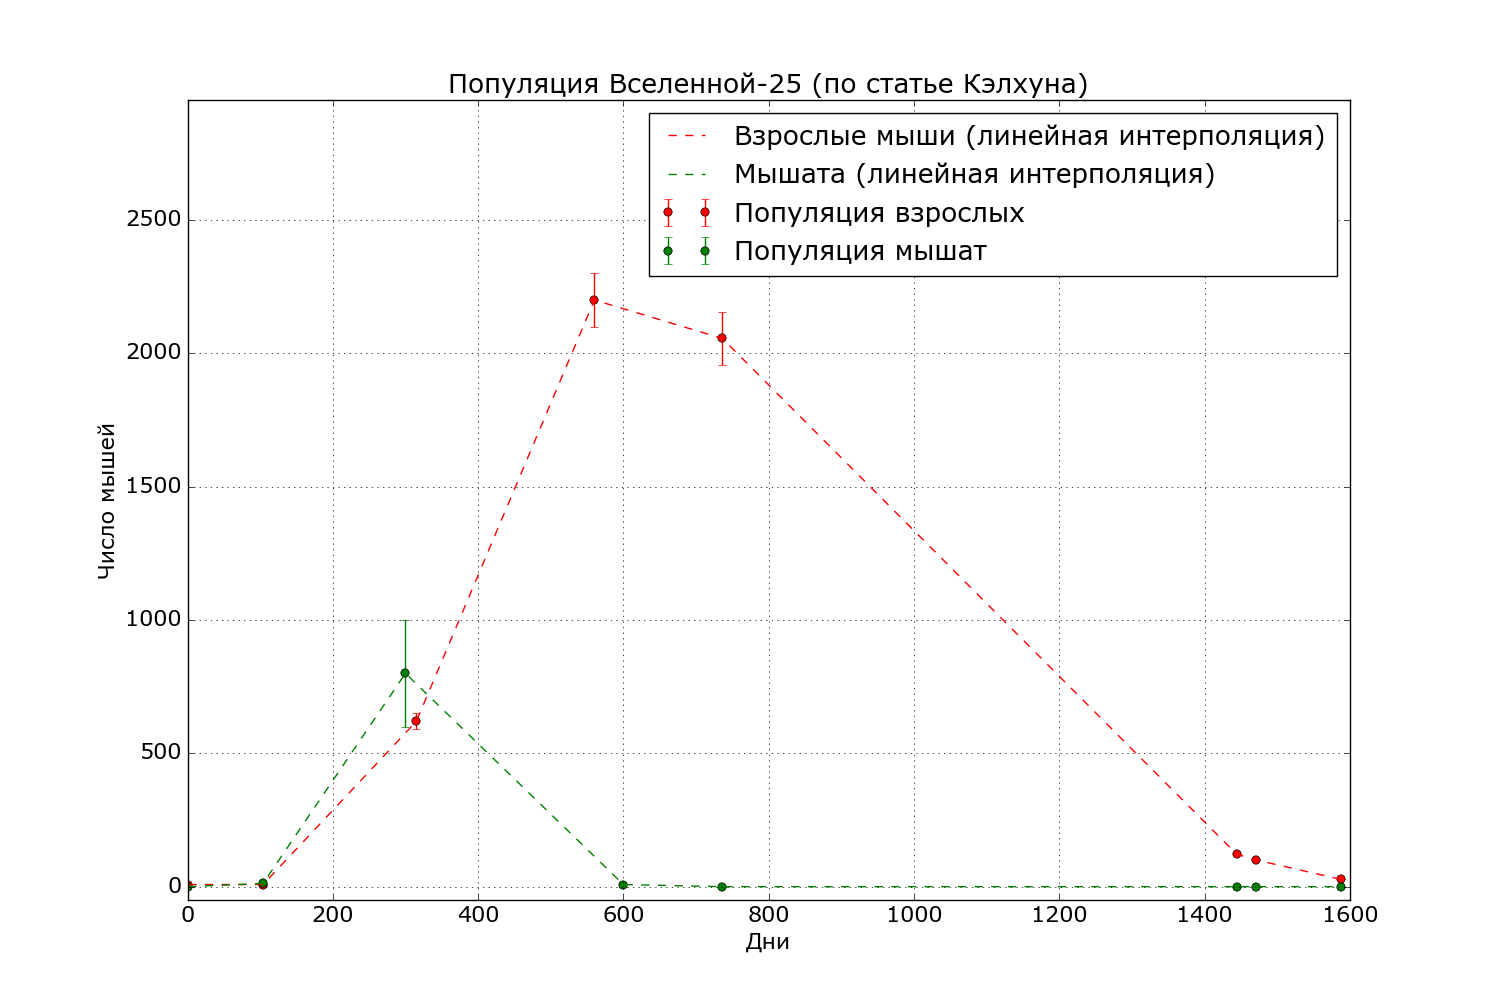 Популяция Вселенной-25 (по статье Кэлхуна)
Взрослые мыши (линейная интерполяция)
Мышата (линейная интерполяция)
Популяция взрослых
Популяция мышат
2500
2000
1500
1000
500
0
Число мышей
0 200 400 600 800 1000 1200 1400 1600
Дни